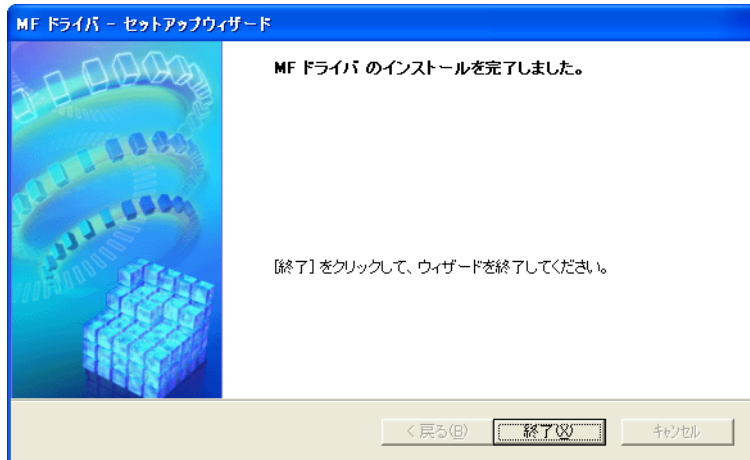 MF ドライバ - セットアップウィザード
MF ドライバ のインストールを完了しました。
[終了] をクリックして、ウィザードを終了してください。
< 戻る(B)
終了(X)
キャンセル